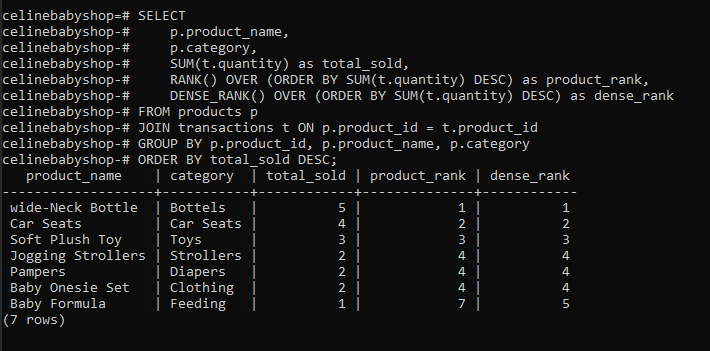 celinebabyshop=# SELECT
celinebabyshop-#     p.product_name,
celinebabyshop-#     p.category,
celinebabyshop-#     SUM(t.quantity) as total_sold,
celinebabyshop-#     RANK() OVER (ORDER BY SUM(t.quantity) DESC) as product_rank,
celinebabyshop-#     DENSE_RANK() OVER (ORDER BY SUM(t.quantity) DESC) as dense_rank
celinebabyshop-# FROM products p
celinebabyshop-# JOIN transactions t ON p.product_id = t.product_id
celinebabyshop-# GROUP BY p.product_id, p.product_name, p.category
celinebabyshop-# ORDER BY total_sold DESC;
   product_name    | category  | total_sold | product_rank | dense_rank
-------------------+-----------+------------+--------------+------------
 wide-Neck Bottle  | Bottels   |          5 |            1 |          1
 Car Seats         | Car Seats |          4 |            2 |          2
 Soft Plush Toy    | Toys      |          3 |            3 |          3
 Jogging Strollers | Strollers |          2 |            4 |          4
 Pampers           | Diapers   |          2 |            4 |          4
 Baby Onesie Set   | Clothing  |          2 |            4 |          4
 Baby Formula      | Feeding   |          1 |            7 |          5
(7 rows)